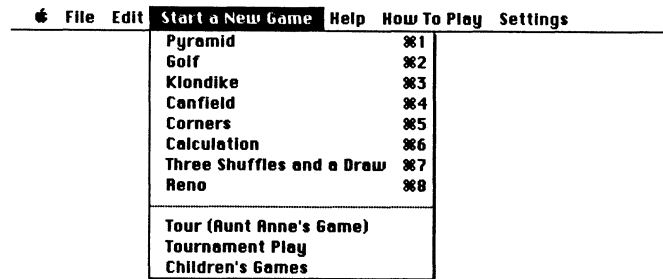 File Edit Start a New Game Help How To Play Settings
Pyramid ⌘1
Golf ⌘2
Klondike ⌘3
Canfield ⌘4
Corners ⌘5
Calculation ⌘6
Three Shuffles and a Draw ⌘7
Reno ⌘8
Tour (Aunt Anne's Game)
Tournament Play
Children's Games